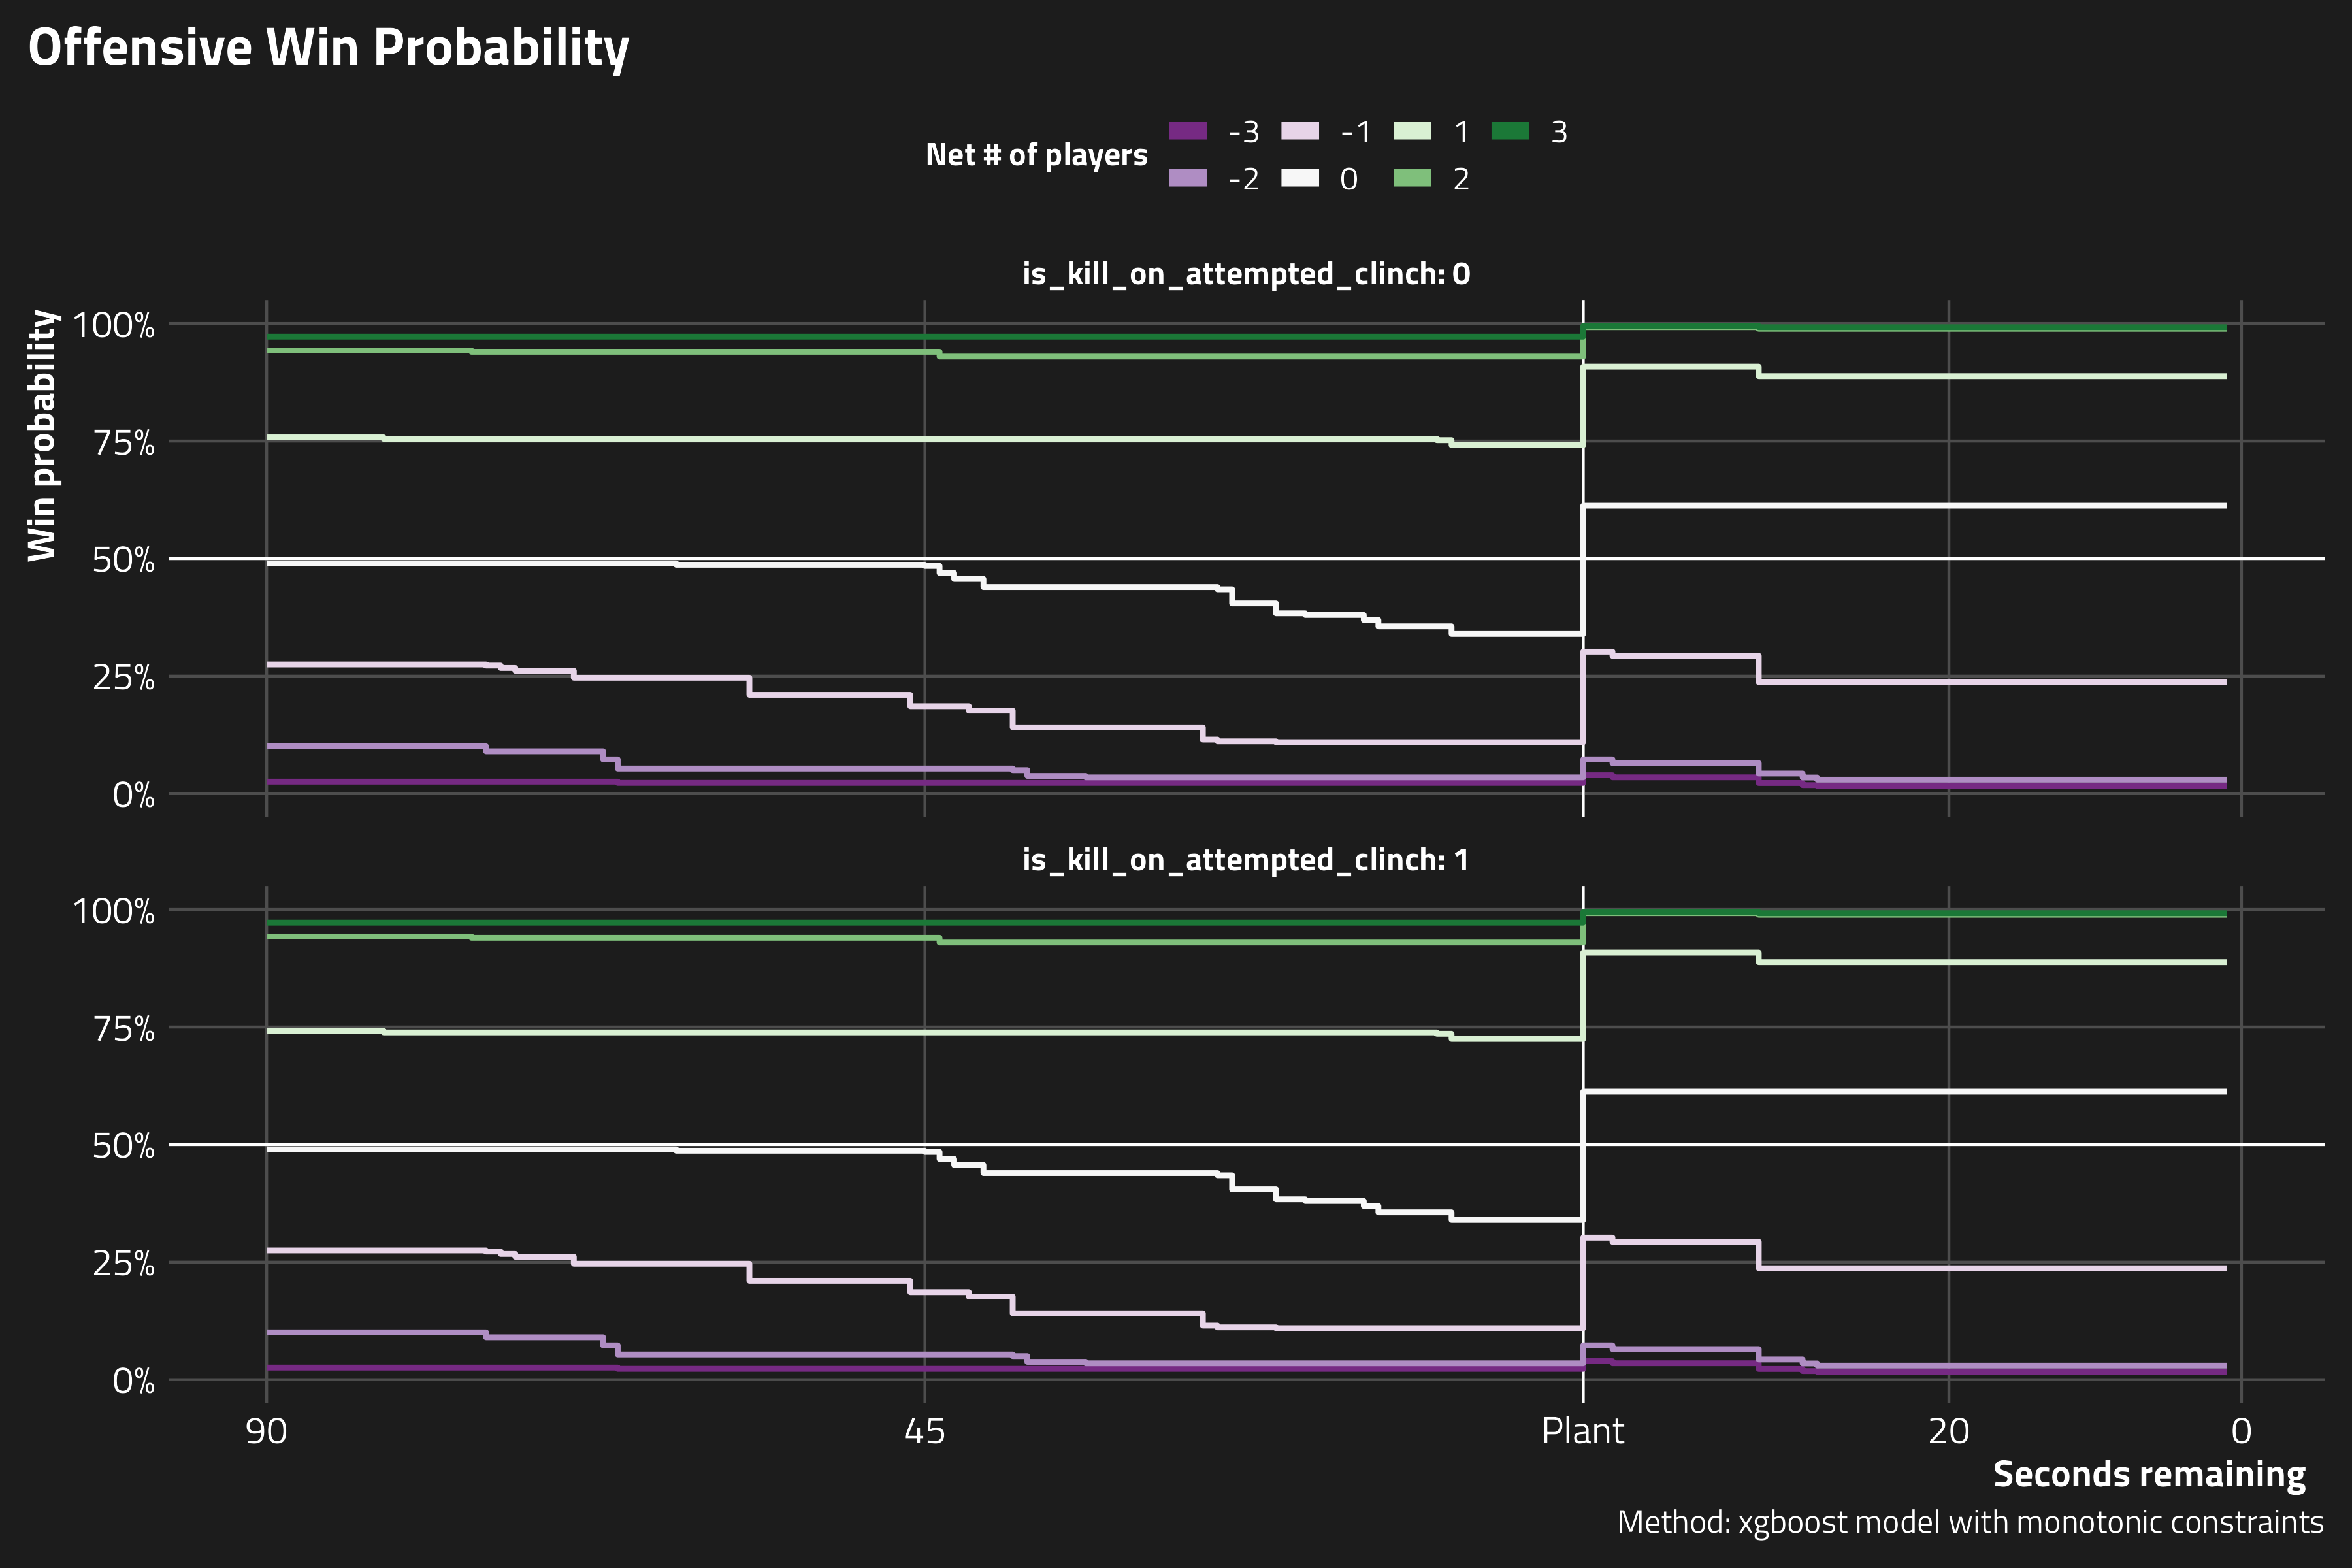 Offensive Win Probability
Net # of players
-3 -1 1 3
-2 0 2
is_kill_on_attempted_clinch: 0
Win probability
100%
75%
50%
25%
0%
is_kill_on_attempted_clinch: 1
100%
75%
50%
25%
0%
90 45 Plant 20 0
Seconds remaining
Method: xgboost model with monotonic constraints